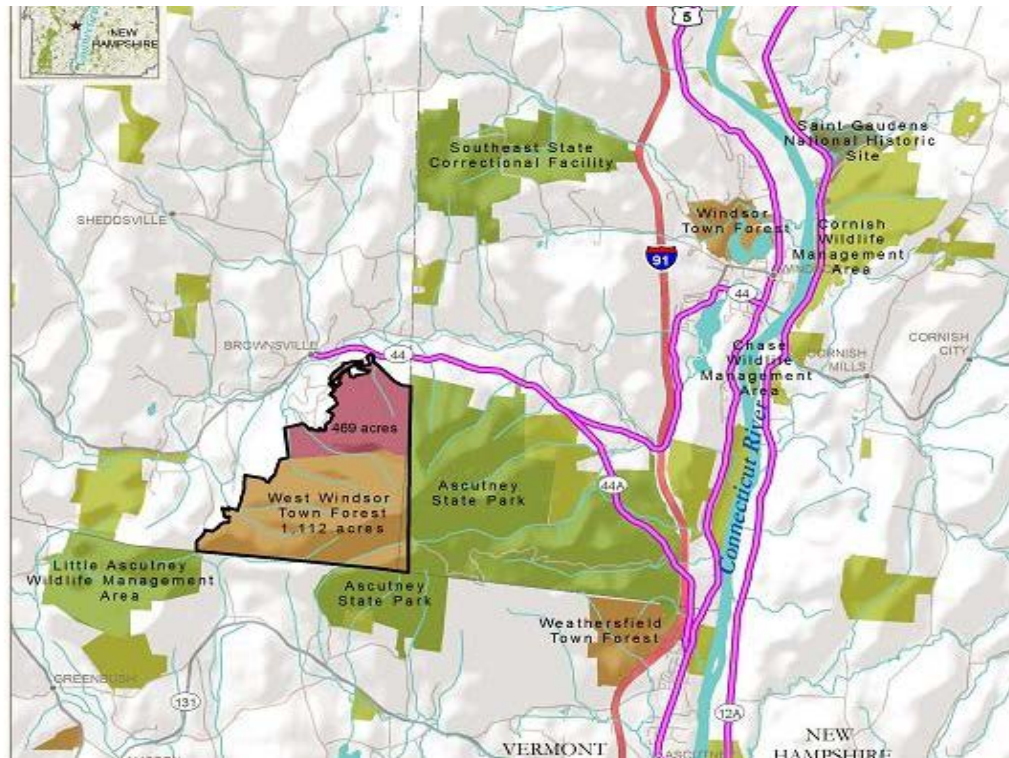 NEW
HAMPSHIRE
5
Southeast State
Correctional Facility
Saint Gaudens
National Historic
Site
SHEDDSVILLE
Windsor
Town Forest
Cornish
Wildlife
Management
Area
91
44
BROWNSVILLE
44
Chase
Wildlife
Management
Area
CORNISH
MILLS
CORNISH
CITY
469 acres
West Windsor
Town Forest
1,112 acres
Ascutney
State Park
44A
Connecticut River
Little Ascutney
Wildlife Management
Area
Ascutney
State Park
Weathersfield
Town Forest
GREENBUSH
131
12A
VERMONT
NEW
HAMPSHIRE